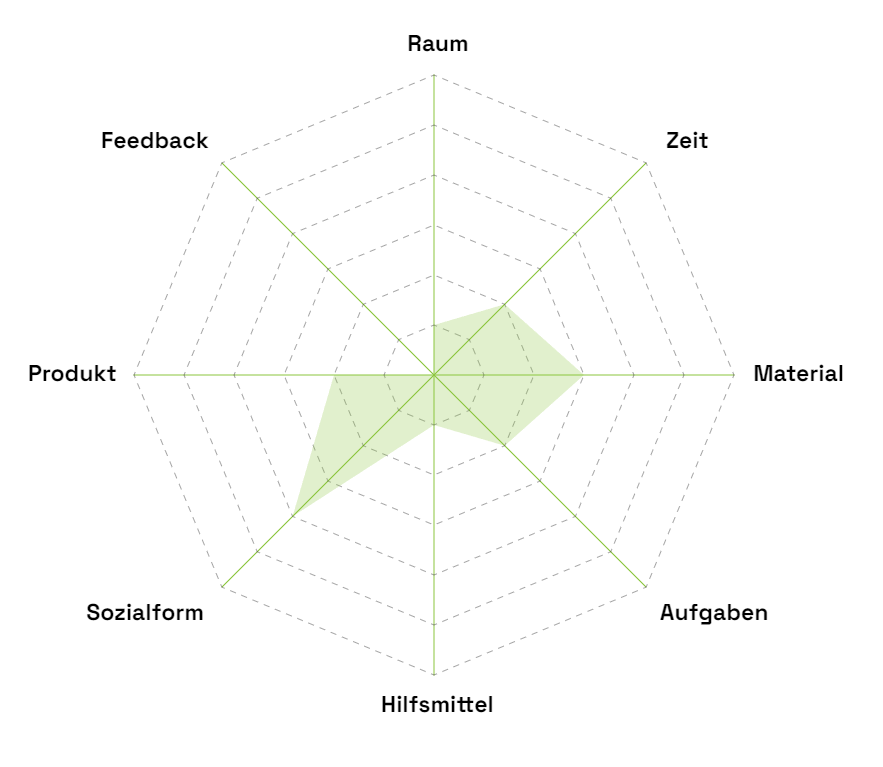 Raum
Feedback
Zeit
Produkt
Material
Sozialform
Aufgaben
Hilfsmittel